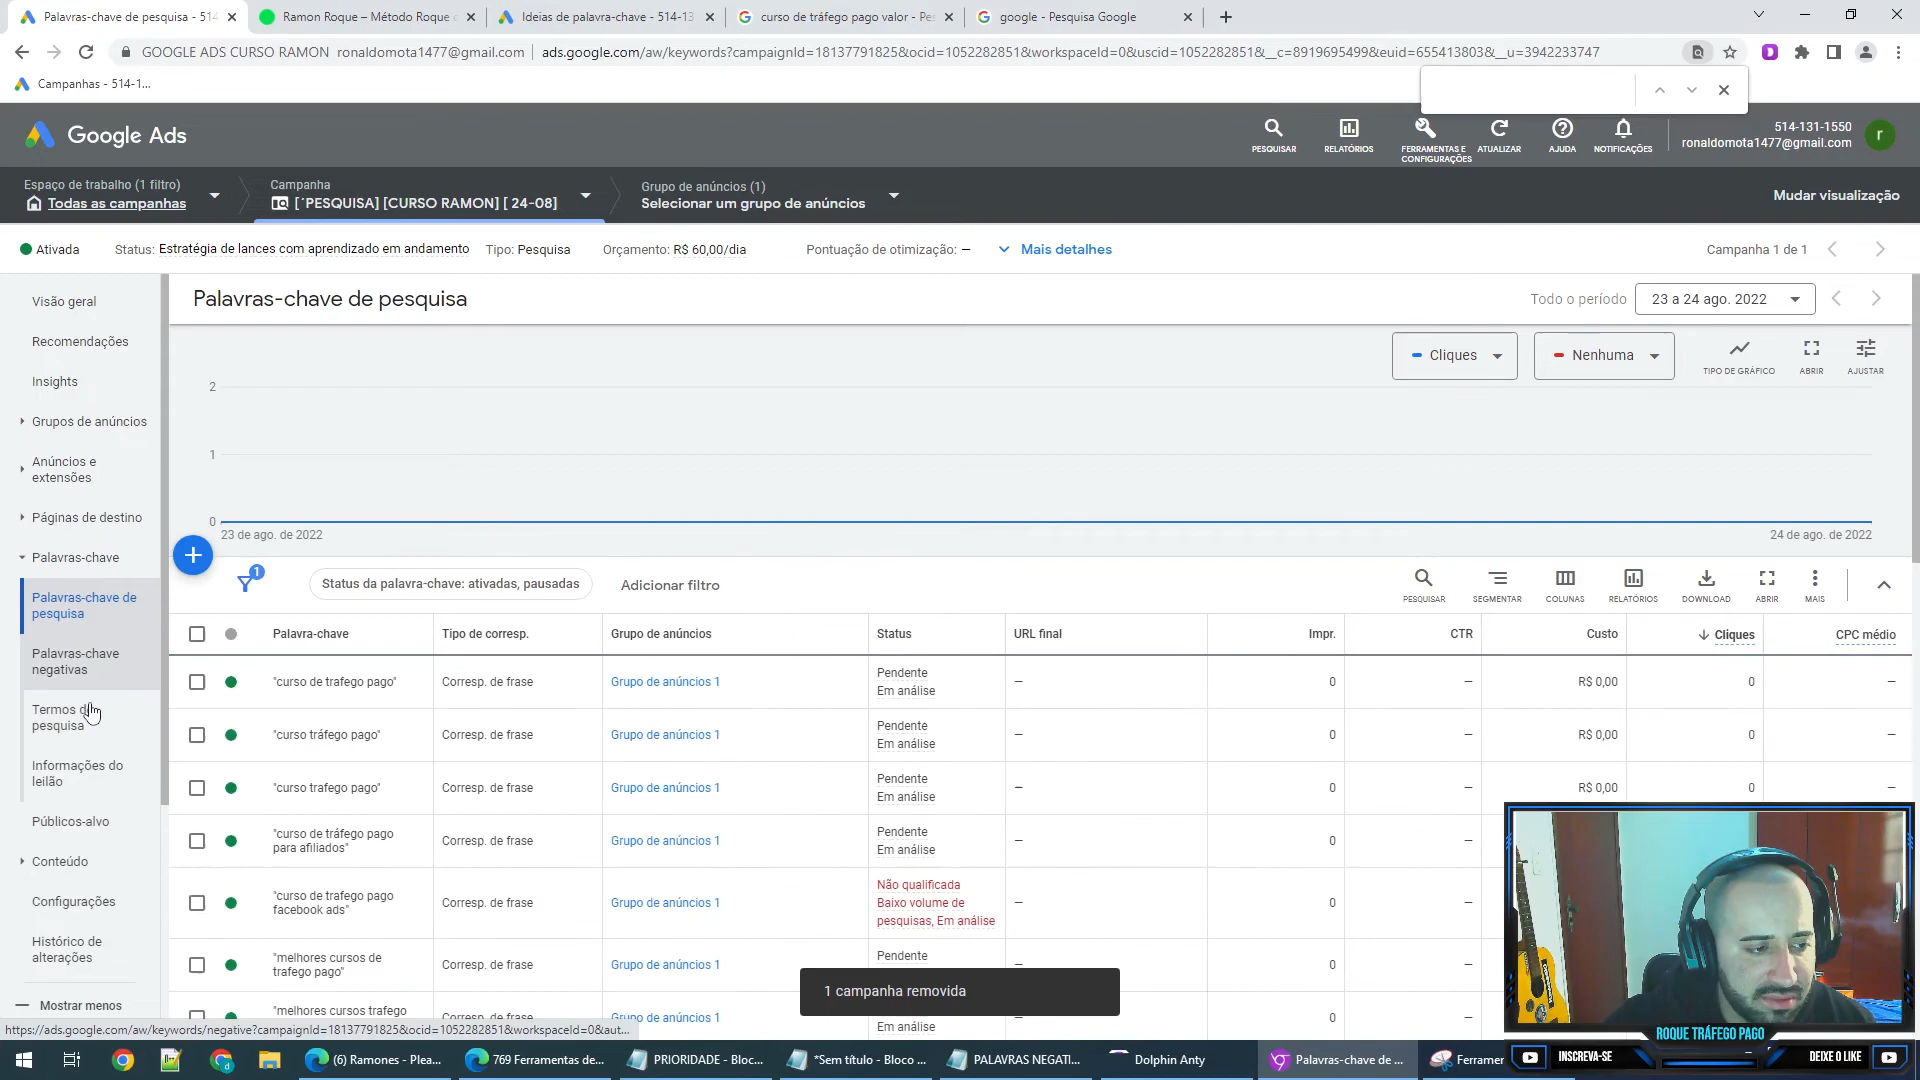 Palavras-chave de pesquisa - 514
Ramon Roque – Método Roque
Ideias de palavra-chave - 514-13
curso de tráfego pago valor - Pes
google - Pesquisa Google
GOOGLE ADS CURSO RAMON ronaldomota1477@gmail.com
ads.google.com/aw/keywords?campaignId=18137791825&ocid=1052282851&workspaceId=0&uscid=1052282851&__c=8919695499&euid=655413803&__u=3942233747
Campanhas - 514-1...
Google Ads
PESQUISAR
RELATÓRIOS
FERRAMENTAS E CONFIGURAÇÕES
ATUALIZAR
AJUDA
NOTIFICAÇÕES
514-131-1550
ronaldomota1477@gmail.com
r
Espaço de trabalho (1 filtro)
Todas as campanhas
Campanha
[´PESQUISA] [CURSO RAMON] [ 24-08]
Grupo de anúncios (1)
Selecionar um grupo de anúncios
Mudar visualização
Ativada
Status: Estratégia de lances com aprendizado em andamento
Tipo: Pesquisa
Orçamento: R$ 60,00/dia
Pontuação de otimização: –
Mais detalhes
Campanha 1 de 1
Visão geral
Recomendações
Insights
Grupos de anúncios
Anúncios e
extensões
Páginas de destino
Palavras-chave
Palavras-chave de
pesquisa
Palavras-chave
negativas
Termos de
pesquisa
Informações do
leilão
Públicos-alvo
Conteúdo
Configurações
Histórico de
alterações
Mostrar menos
Palavras-chave de pesquisa
Todo o período
23 a 24 ago. 2022
Cliques
Nenhuma
TIPO DE GRÁFICO
ABRIR
AJUSTAR
2
1
0
23 de ago. de 2022
24 de ago. de 2022
1
Status da palavra-chave: ativadas, pausadas
Adicionar filtro
PESQUISAR
SEGMENTAR
COLUNAS
RELATÓRIOS
DOWNLOAD
ABRIR
MAIS
Palavra-chave
Tipo de corresp.
Grupo de anúncios
Status
URL final
Impr.
CTR
Custo
Cliques
CPC médio
"curso de trafego pago" Corresp. de frase Grupo de anúncios 1 Pendente – 0 – R$ 0,00 0 –
Em análise
"curso tráfego pago" Corresp. de frase Grupo de anúncios 1 Pendente – 0 – R$ 0,00 0 –
Em análise
"curso trafego pago" Corresp. de frase Grupo de anúncios 1 Pendente – 0 – R$ 0,00 0 –
Em análise
"curso de tráfego pago Corresp. de frase Grupo de anúncios 1 Pendente – 0 –
para afiliados" Em análise
"curso de trafego pago Corresp. de frase Grupo de anúncios 1 Não qualificada – 0 –
facebook ads" Baixo volume de
pesquisas, Em análise
"melhores cursos de Corresp. de frase Grupo de anúncios 1 Pendente – 0 –
trafego pago"
"melhores cursos trafego Corresp. de frase Grupo de anúncios 1 0 –
Em análise
1 campanha removida
https://ads.google.com/aw/keywords/negative?campaignId=18137791825&ocid=1052282851&workspaceId=0&aut...
ROQUE TRÁFEGO PAGO
INSCREVA-SE
DEIXE O LIKE
(6) Ramones - Plea...
769 Ferramentas de...
PRIORIDADE - Bloc...
*Sem título - Bloco ...
PALAVRAS NEGATI...
Dolphin Anty
Palavras-chave de ...
Ferramen